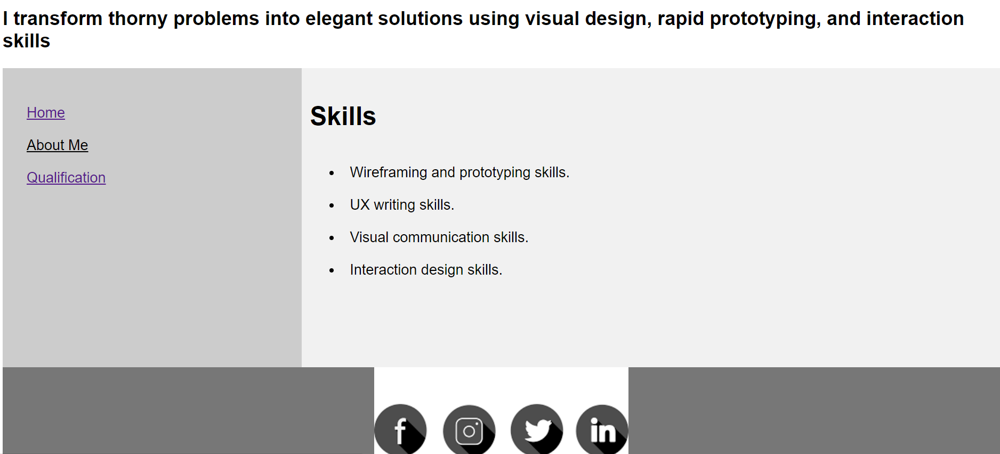 I transform thorny problems into elegant solutions using visual design, rapid prototyping, and interaction
skills
Home
About Me
Qualification
Skills
Wireframing and prototyping skills.
UX writing skills.
Visual communication skills.
Interaction design skills.
f
in